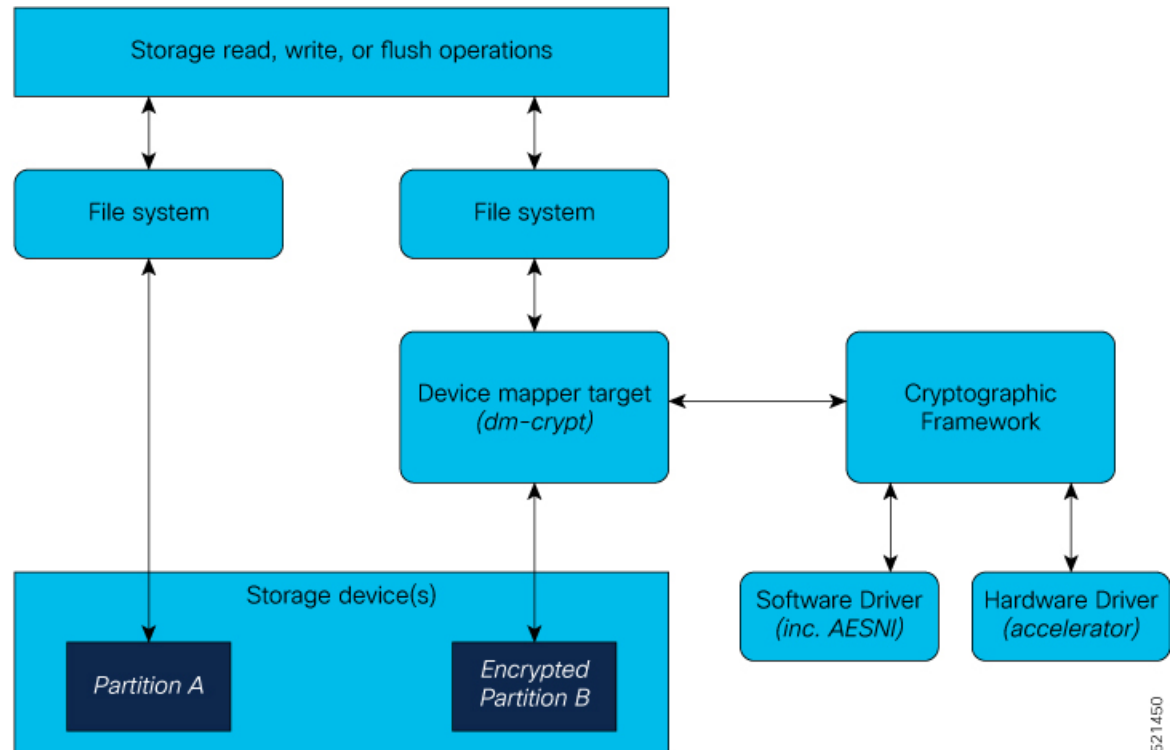 Storage read, write, or flush operations
File system
File system
Device mapper target
(dm-crypt)
Cryptographic
Framework
Storage device(s)
Software Driver
(inc. AESNI)
Hardware Driver
(accelerator)
Partition A
Encrypted
Partition B
521450